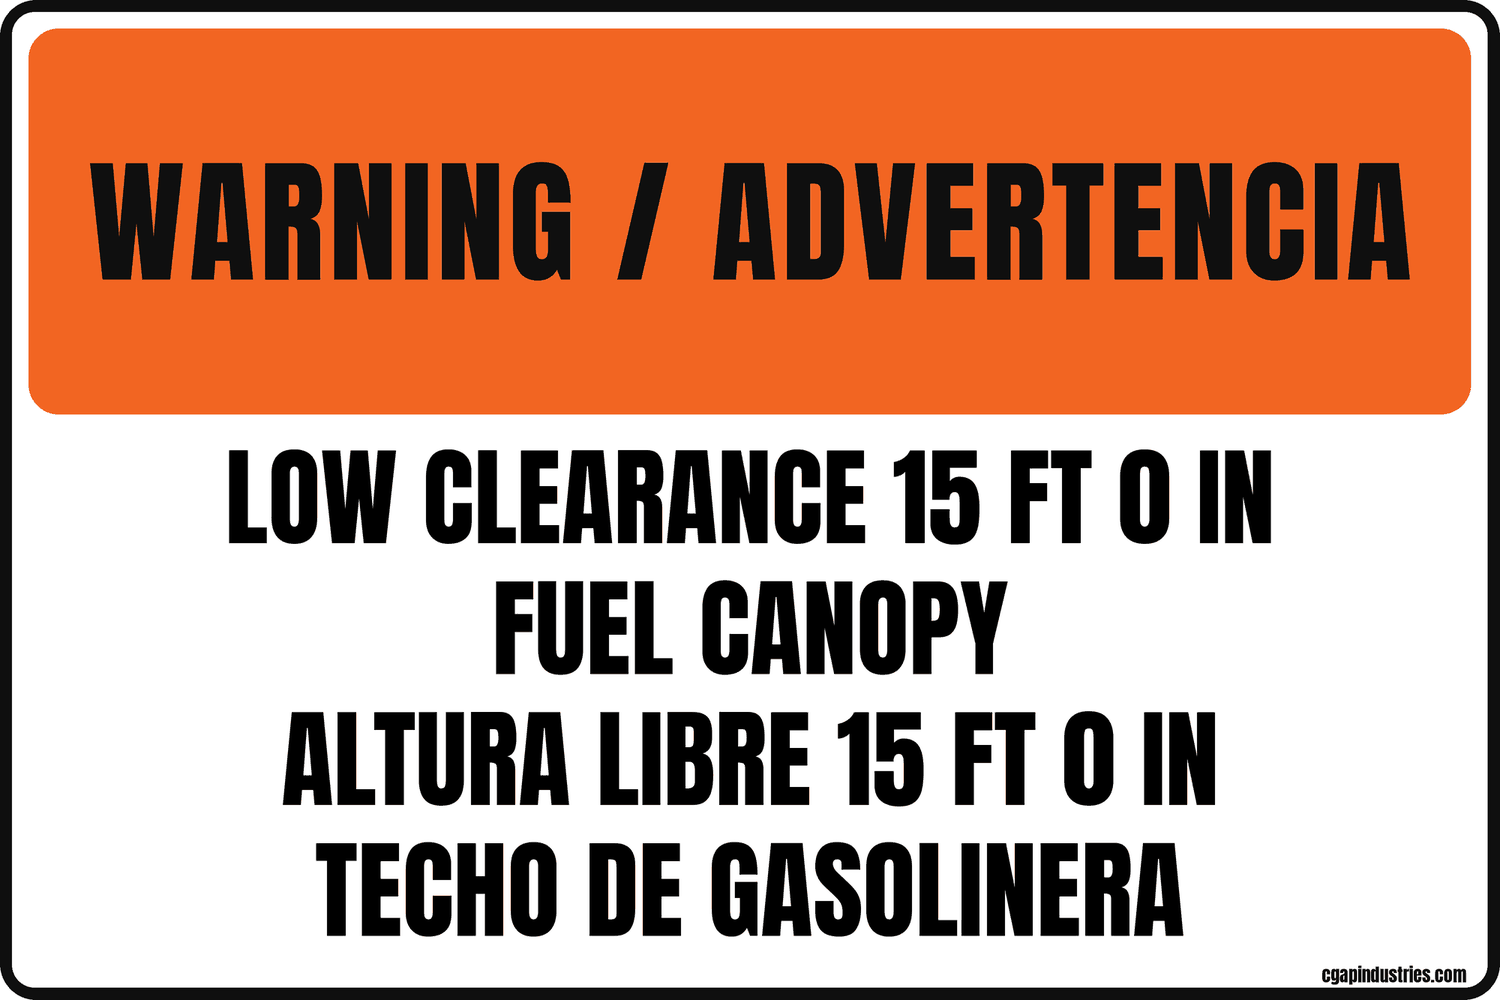 WARNING / ADVERTENCIA
LOW CLEARANCE 15 FT 0 IN
FUEL CANOPY
ALTURA LIBRE 15 FT 0 IN
TECHO DE GASOLINERA
cgapindustries.com